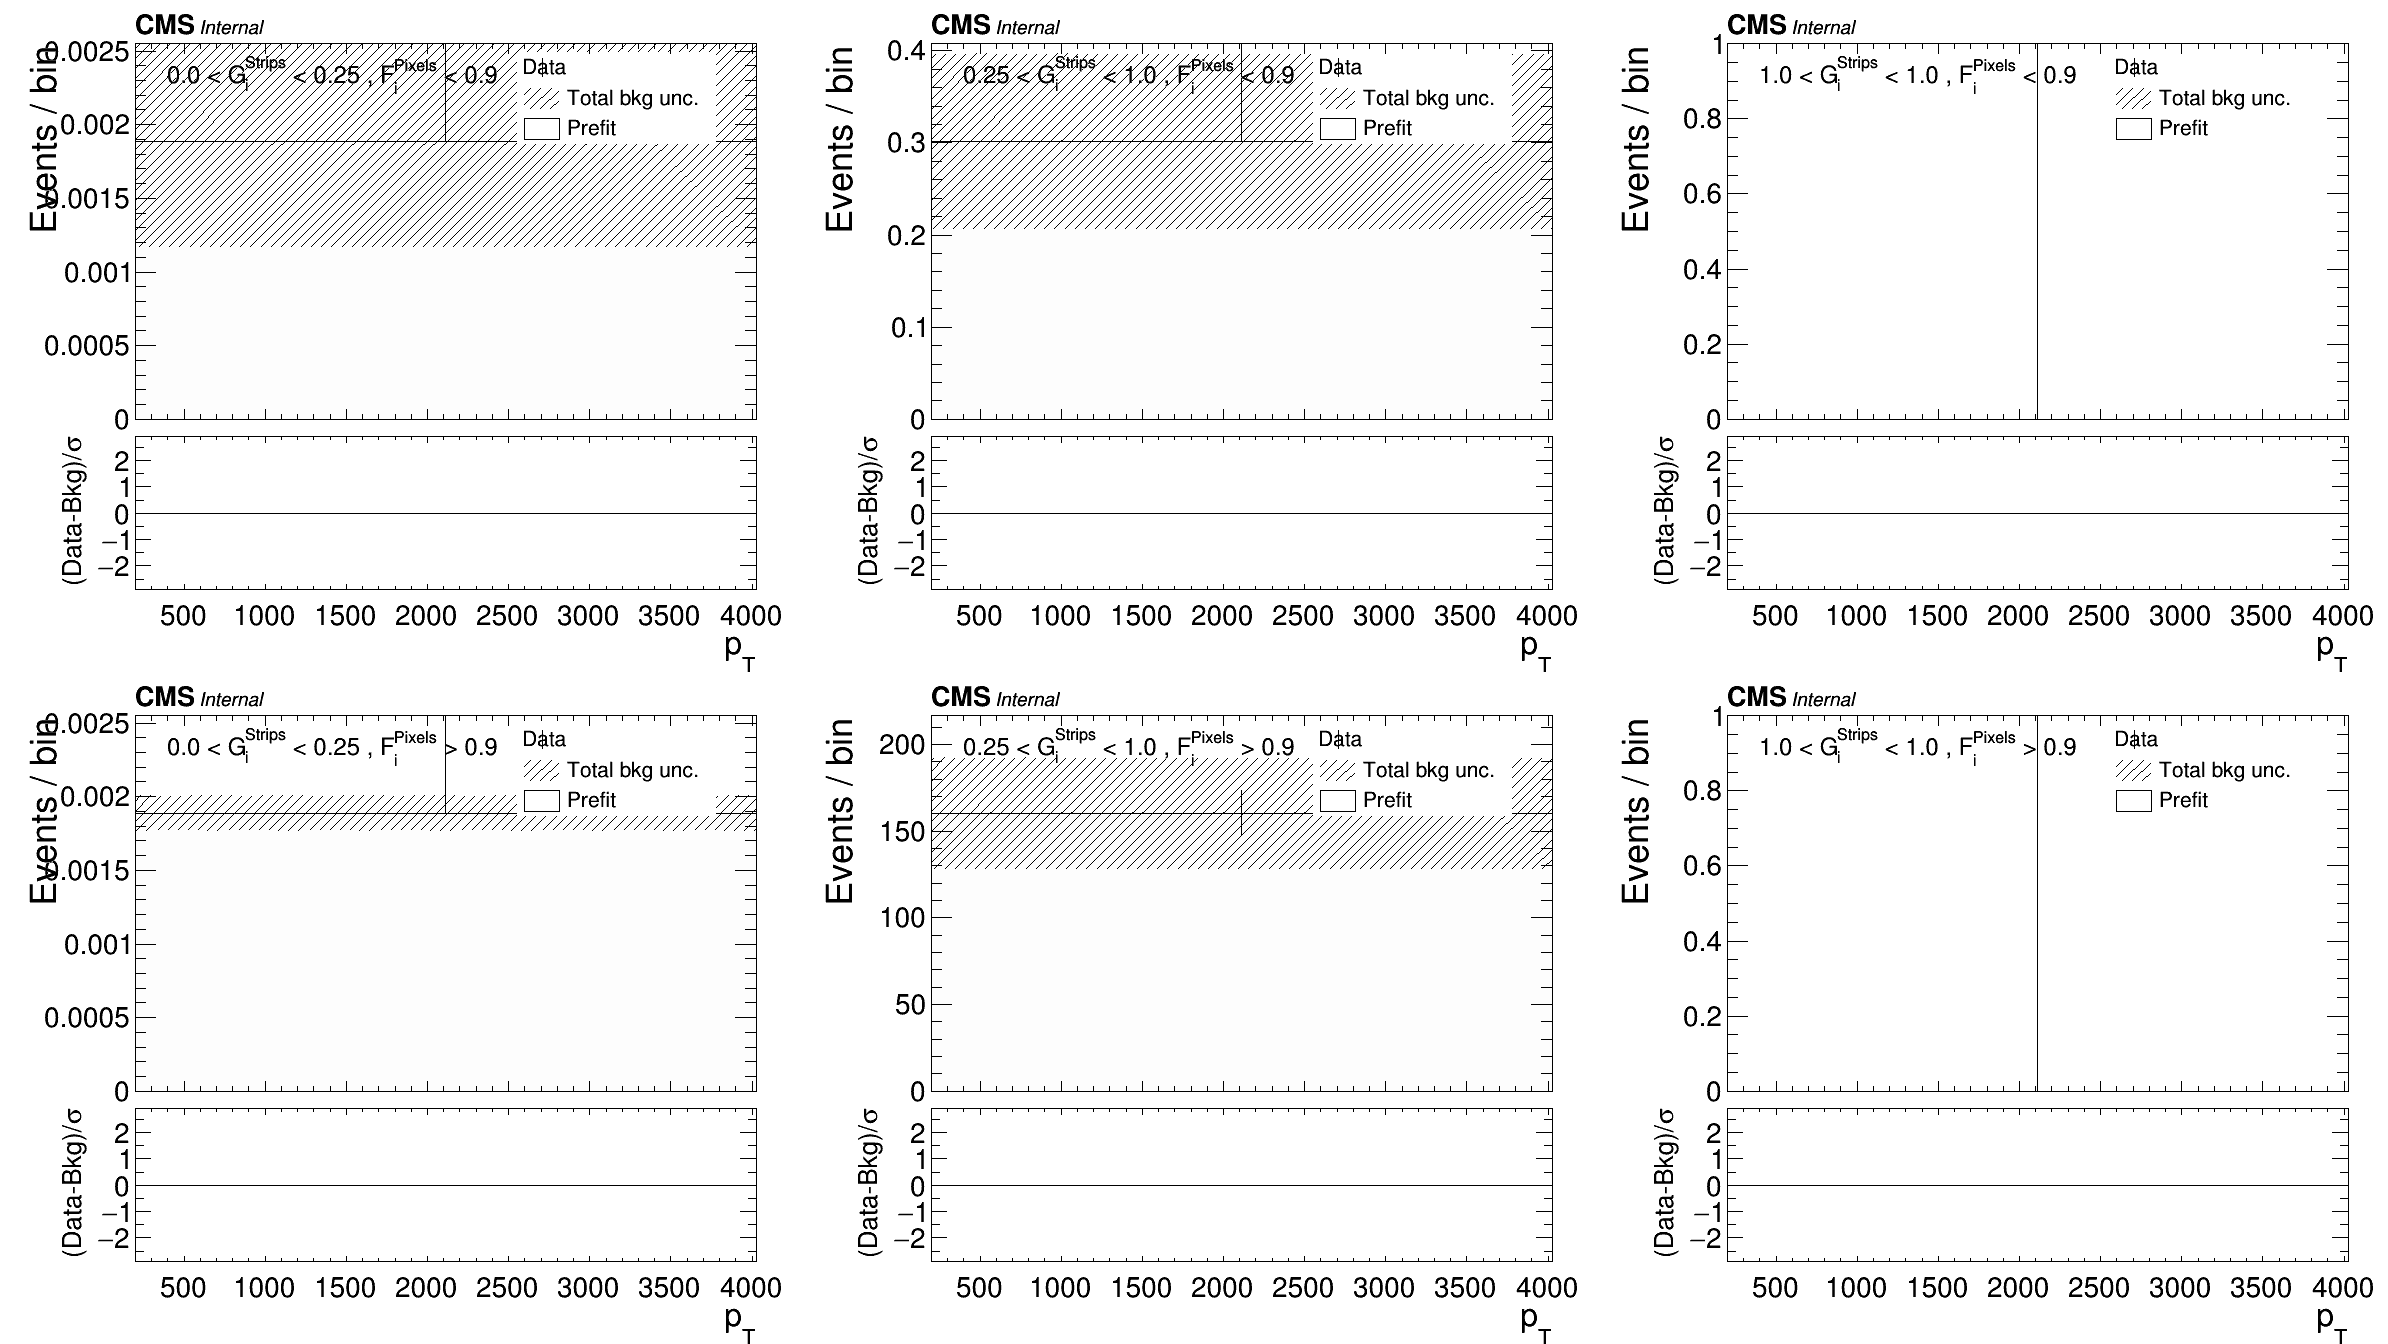 CMS Internal
0.0 < G_i^Strips < 0.25 , F_i^Pixels < 0.9
Data
Total bkg unc.
Prefit
Events / bin
0.0025
0.002
0.0015
0.001
0.0005
0
(Data-Bkg)/σ
2
1
0
−1
−2
500 1000 1500 2000 2500 3000 3500 4000
p_T
CMS Internal
0.25 < G_i^Strips < 1.0 , F_i^Pixels < 0.9
Data
Total bkg unc.
Prefit
Events / bin
0.4
0.3
0.2
0.1
0
(Data-Bkg)/σ
2
1
0
−1
−2
500 1000 1500 2000 2500 3000 3500 4000
p_T
CMS Internal
1.0 < G_i^Strips < 1.0 , F_i^Pixels < 0.9
Data
Total bkg unc.
Prefit
Events / bin
1
0.8
0.6
0.4
0.2
0
(Data-Bkg)/σ
2
1
0
−1
−2
500 1000 1500 2000 2500 3000 3500 4000
p_T
CMS Internal
0.0 < G_i^Strips < 0.25 , F_i^Pixels > 0.9
Data
Total bkg unc.
Prefit
Events / bin
0.0025
0.002
0.0015
0.001
0.0005
0
(Data-Bkg)/σ
2
1
0
−1
−2
500 1000 1500 2000 2500 3000 3500 4000
p_T
CMS Internal
0.25 < G_i^Strips < 1.0 , F_i^Pixels > 0.9
Data
Total bkg unc.
Prefit
Events / bin
200
150
100
50
0
(Data-Bkg)/σ
2
1
0
−1
−2
500 1000 1500 2000 2500 3000 3500 4000
p_T
CMS Internal
1.0 < G_i^Strips < 1.0 , F_i^Pixels > 0.9
Data
Total bkg unc.
Prefit
Events / bin
1
0.8
0.6
0.4
0.2
0
(Data-Bkg)/σ
2
1
0
−1
−2
500 1000 1500 2000 2500 3000 3500 4000
p_T